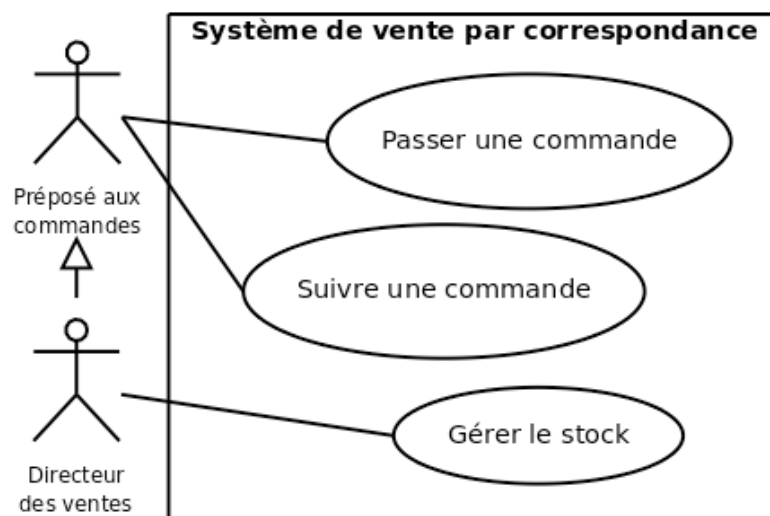 Système de vente par correspondance
Passer une commande
Préposé aux
commandes
Suivre une commande
Gérer le stock
Directeur
des ventes